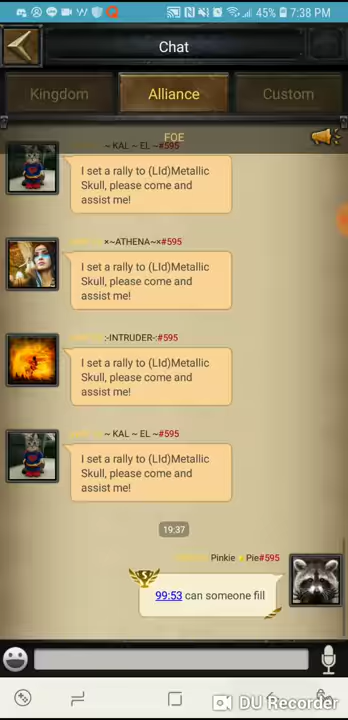 45% 7:38 PM
Chat
Kingdom Alliance Custom
FOE
~ KAL ~ EL ~#595
I set a rally to (LId)Metallic
Skull, please come and
assist me!
×~ATHENA~×#595
I set a rally to (LId)Metallic
Skull, please come and
assist me!
:-INTRUDER-:#595
I set a rally to (LId)Metallic
Skull, please come and
assist me!
~ KAL ~ EL ~#595
I set a rally to (LId)Metallic
Skull, please come and
assist me!
19:37
Pinkie Pie#595
99:53 can someone fill
DU Recorder